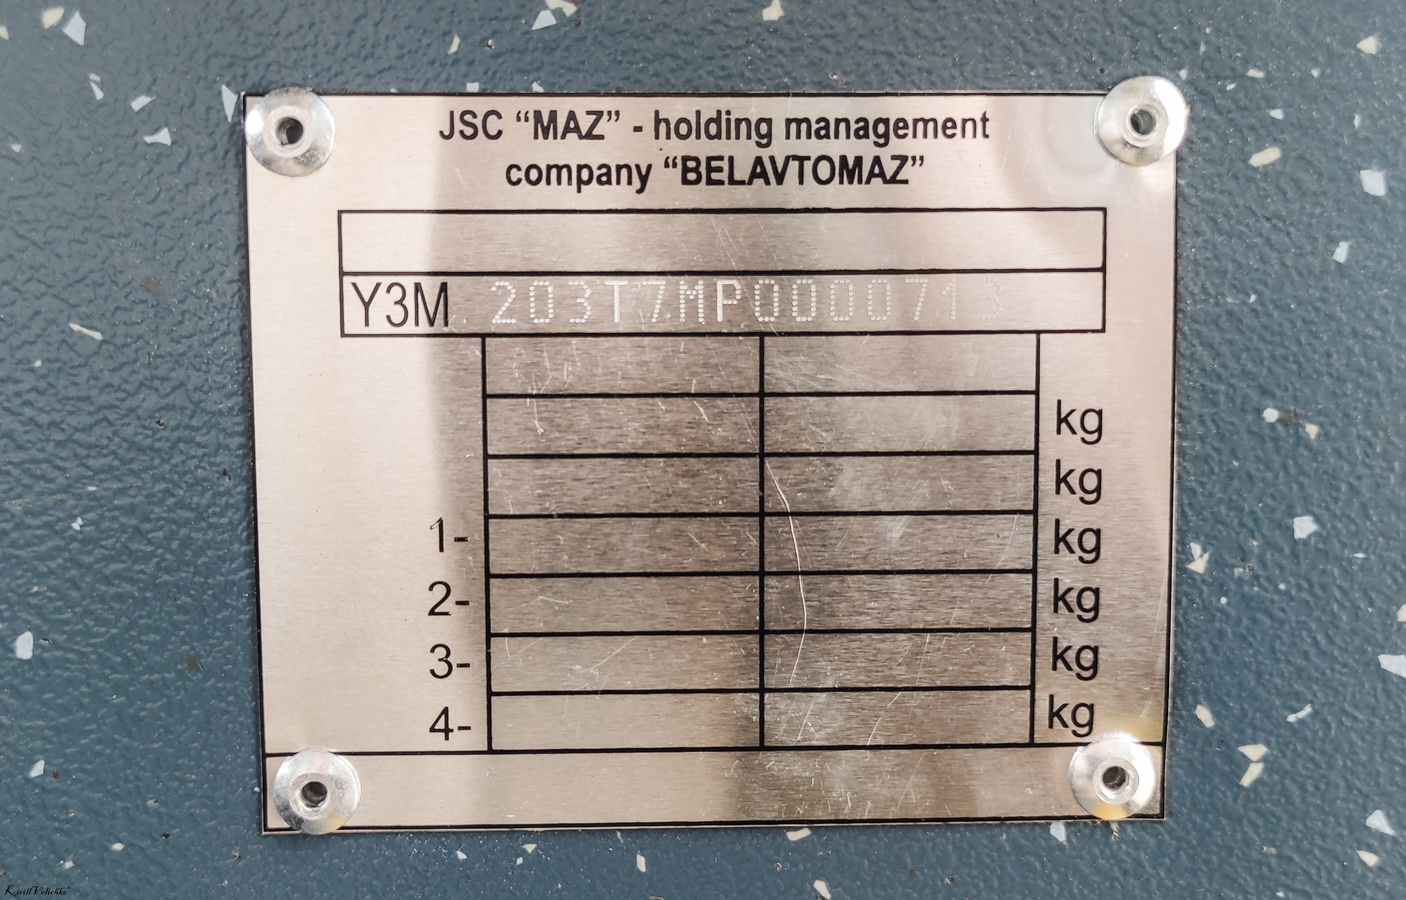 JSC “MAZ” - holding management
company “BELAVTOMAZ”
Y3M 203T7MP0000713
kg
kg
1- kg
2- kg
3- kg
4- kg